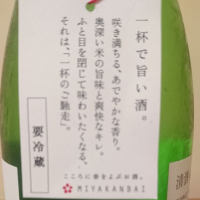 一杯で旨い酒。
咲き満ちる、あでやかな香り。
奥深い米の旨味と爽快なキレ。
ふと目を閉じて味わいたくなる、
それは、「一杯のご馳走」。
要冷蔵
こころに春をよぶお酒。
MIYAKANBAI
清酒